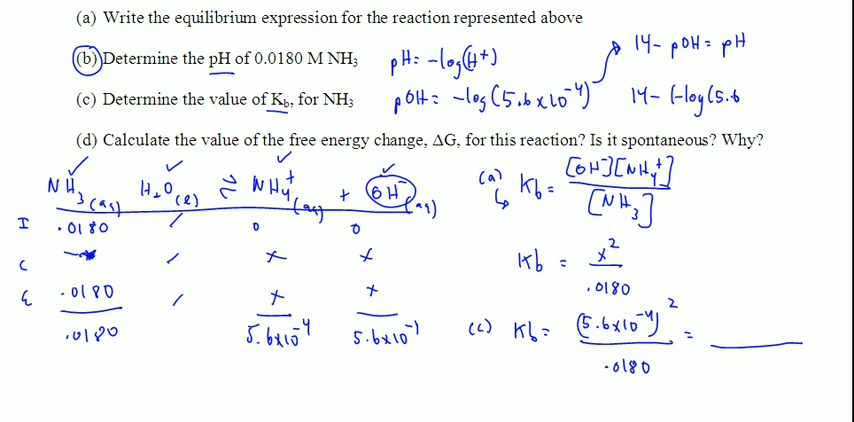 (a) Write the equilibrium expression for the reaction represented above
14 - pOH = pH
(b) Determine the pH of 0.0180 M NH₃ pH = -log(H⁺)
(c) Determine the value of K_b, for NH₃ pOH = -log(5.6x10⁻⁴) 14 - (-log(5.6
(d) Calculate the value of the free energy change, ΔG, for this reaction? Is it spontaneous? Why?
NH₃(aq) H₂O(l) ⇌ NH₄⁺(aq) + OH⁻(aq)
(a) Kb = [OH⁻][NH₄⁺] / [NH₃]
I .0180 / 0 0
C -x / x x
Kb = x² / .0180
E .0180 / x x
.0180 5.6x10⁻⁴ 5.6x10⁻
(c) Kb = (5.6x10⁻⁴)² / .0180 =